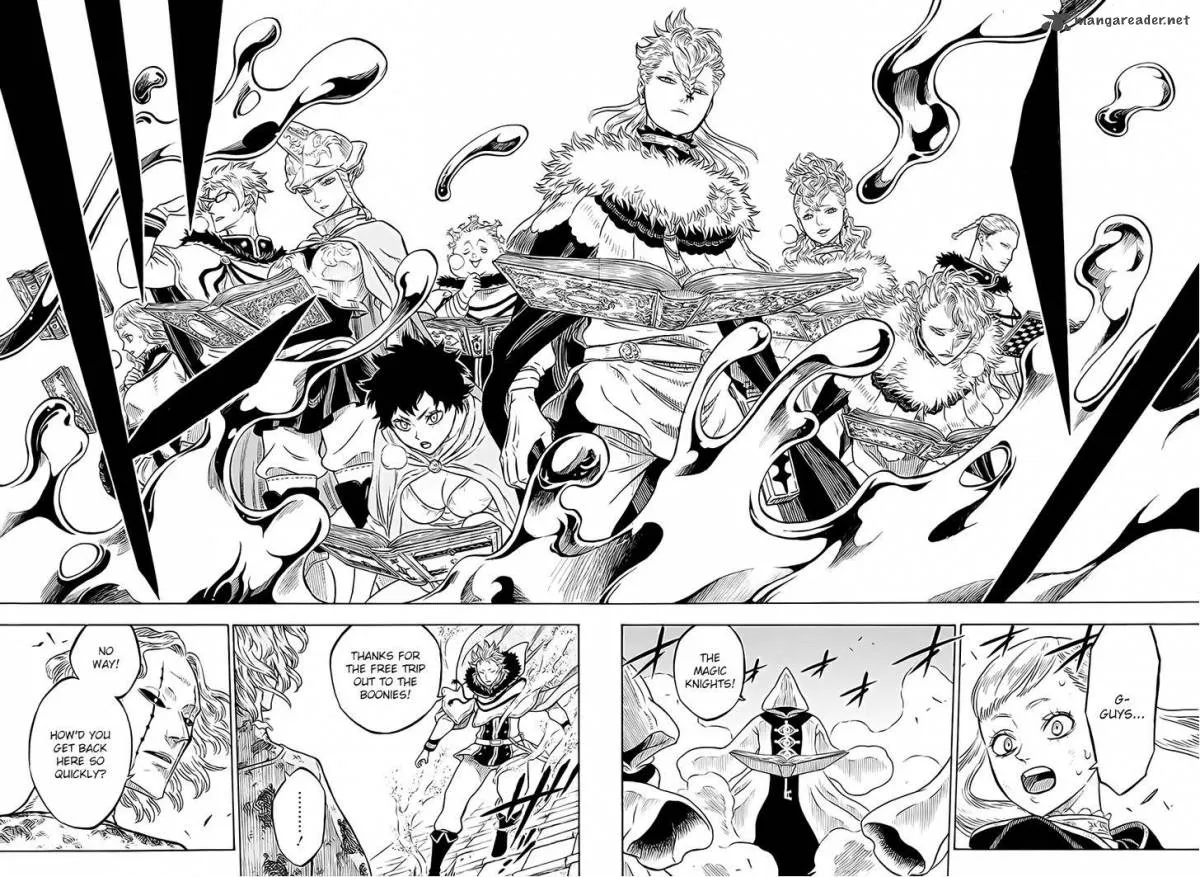 mangareader.net
G-
GUYS...
THE
MAGIC
KNIGHTS!
THANKS FOR
THE FREE TRIP
OUT TO THE
BOONIES!
..........
NO
WAY!
HOW'D YOU
GET BACK
HERE SO
QUICKLY?